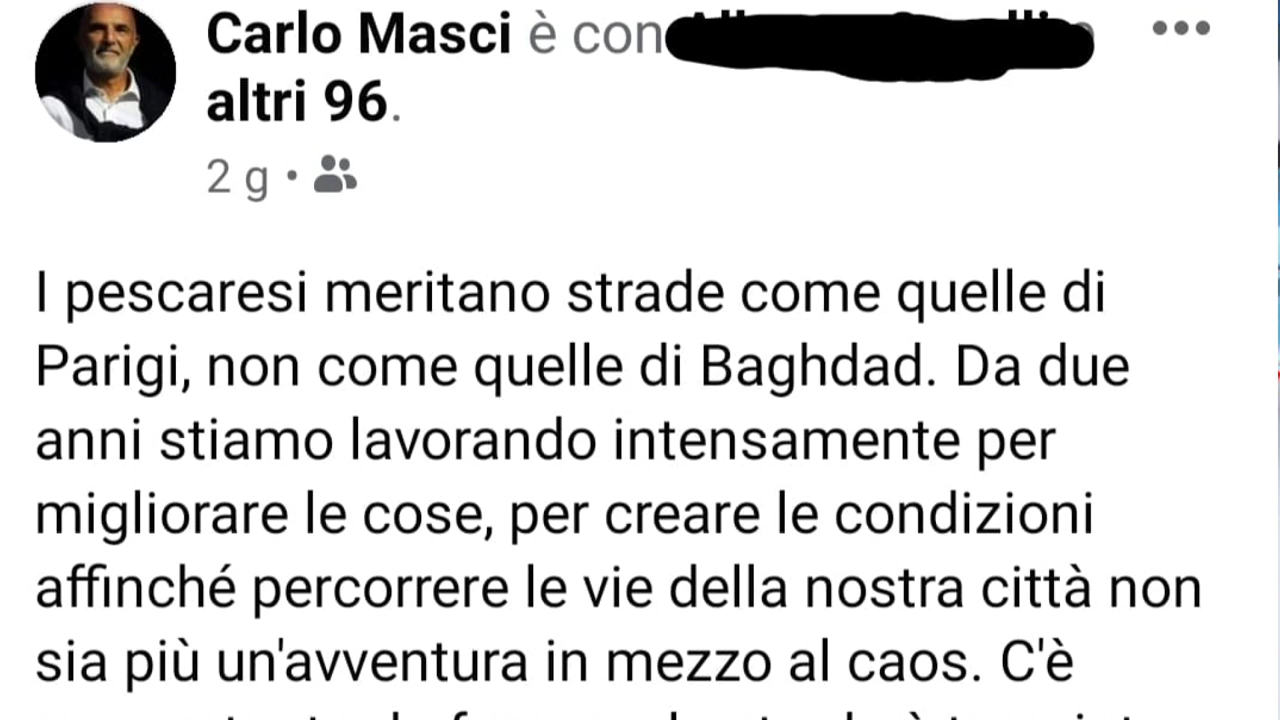 Carlo Masci è con
altri 96.
2 g •
I pescaresi meritano strade come quelle di
Parigi, non come quelle di Baghdad. Da due
anni stiamo lavorando intensamente per
migliorare le cose, per creare le condizioni
affinché percorrere le vie della nostra città non
sia più un'avventura in mezzo al caos. C'è